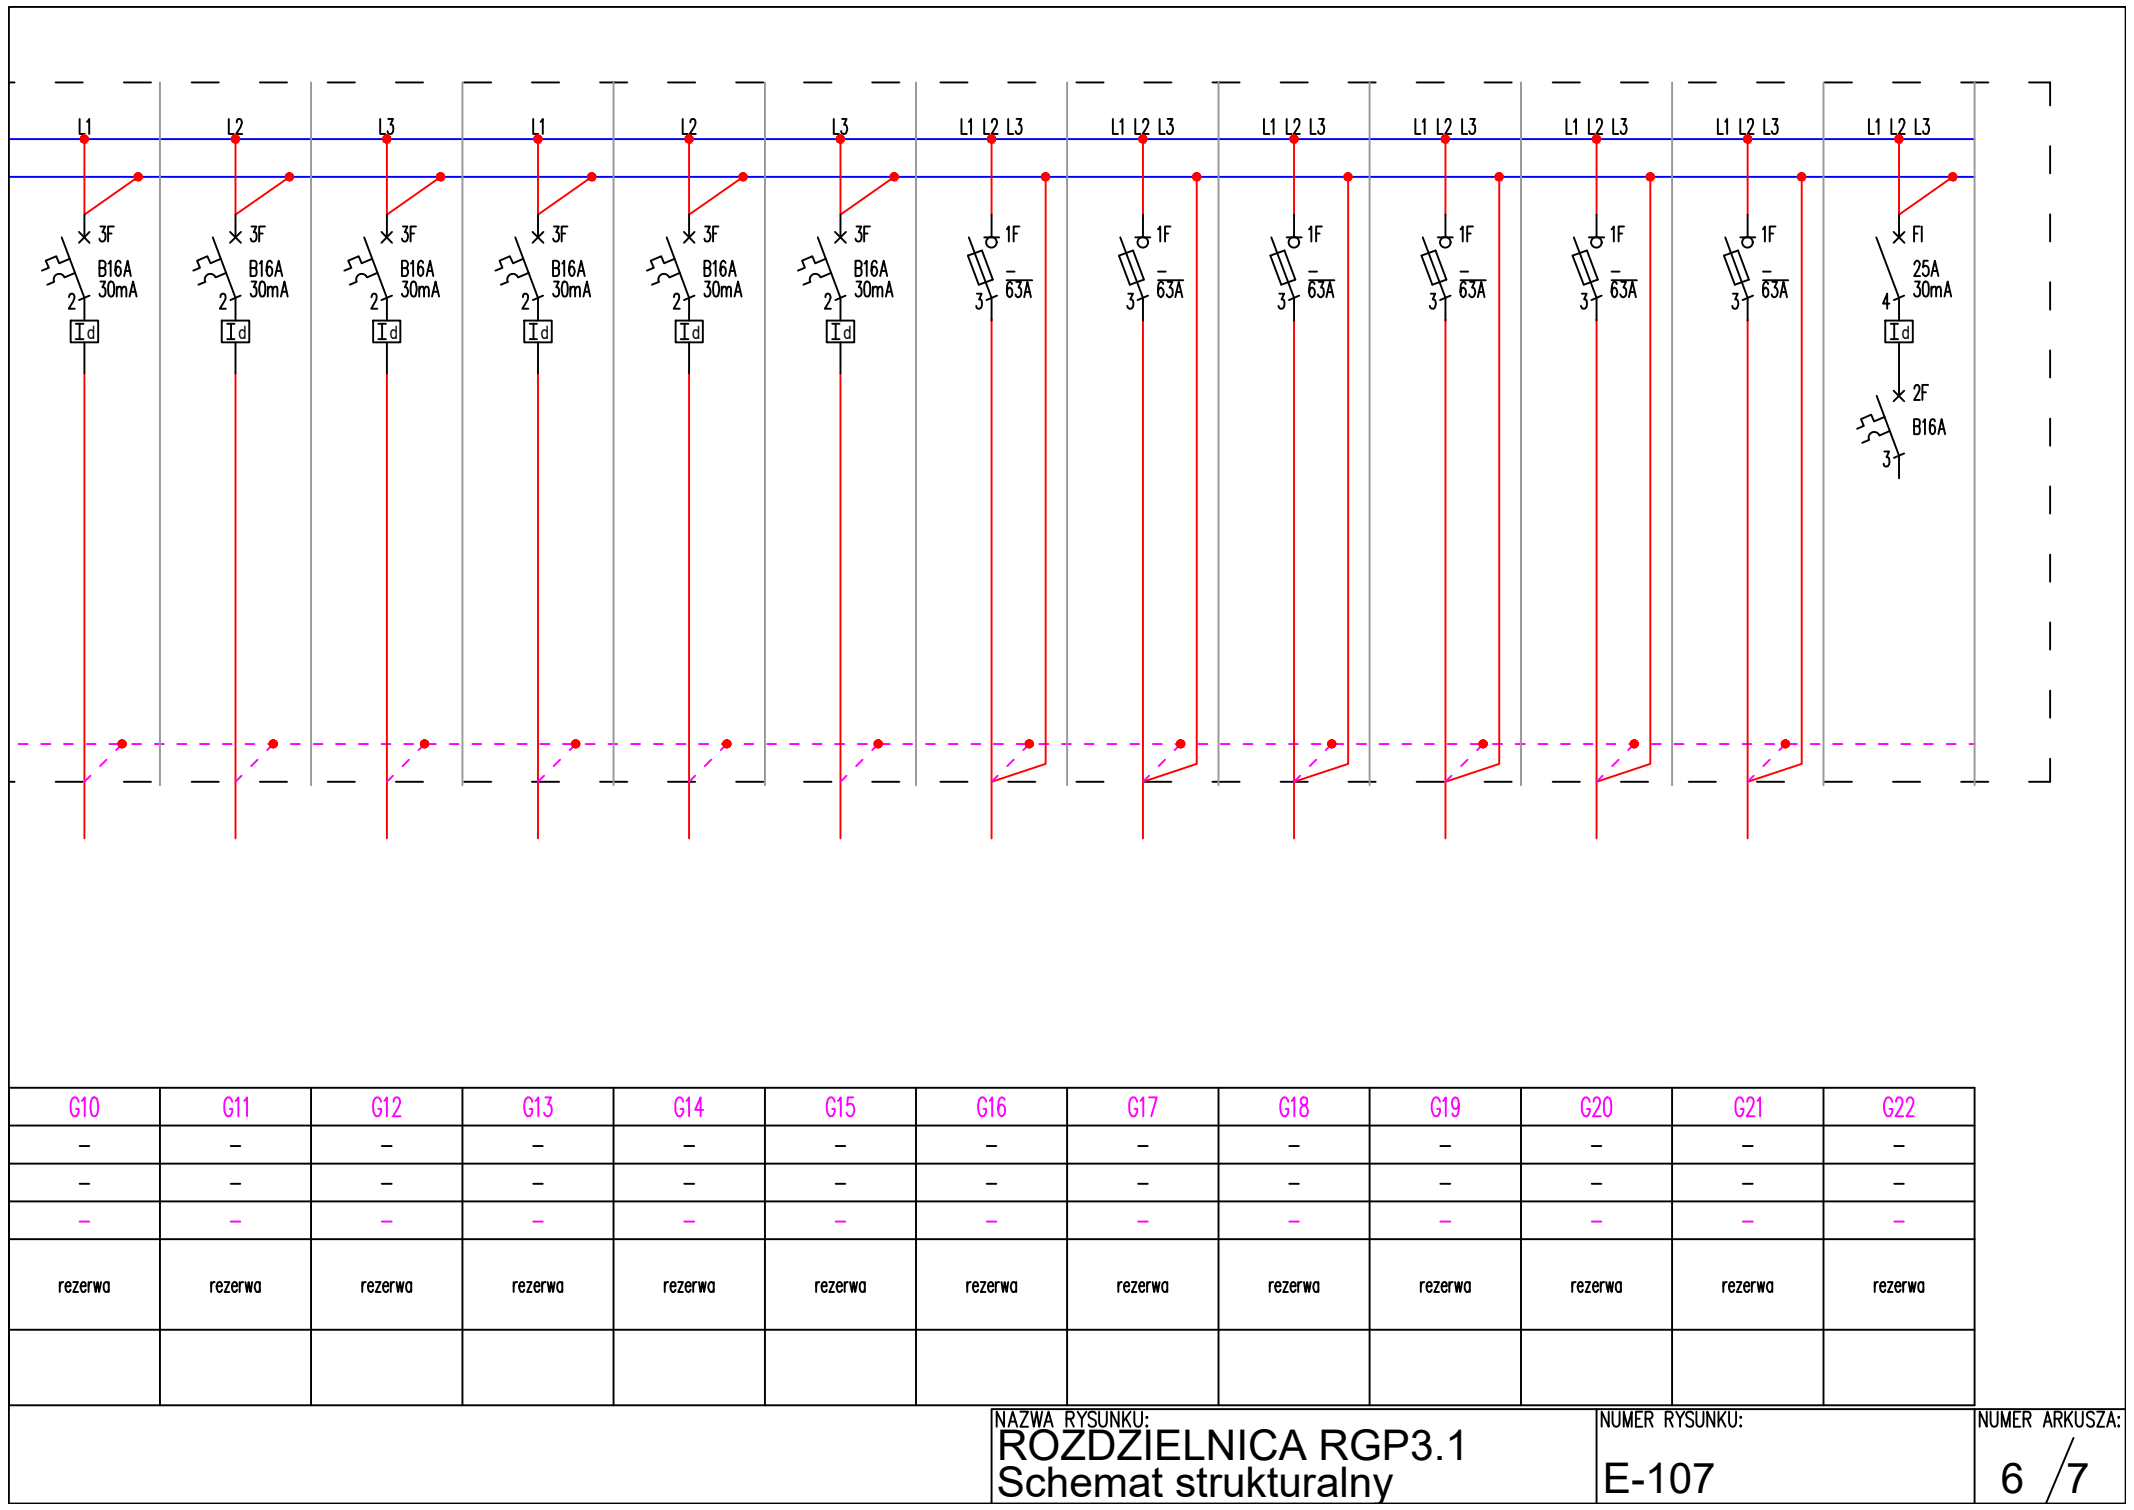 L1 L2 L3 L1 L2 L3 L1 L2 L3 L1 L2 L3 L1 L2 L3 L1 L2 L3 L1 L2 L3 L1 L2 L3 L1 L2 L3
3F 3F 3F 3F 3F 3F 1F 1F 1F 1F 1F 1F FI
B16A B16A B16A B16A B16A B16A - - - - - - 25A
30mA 30mA 30mA 30mA 30mA 30mA 63A 63A 63A 63A 63A 63A 30mA
2 2 2 2 2 2 3 3 3 3 3 3 4
Id Id Id Id Id Id Id
2F
B16A
3
G10 G11 G12 G13 G14 G15 G16 G17 G18 G19 G20 G21 G22
- - - - - - - - - - - - -
- - - - - - - - - - - - -
- - - - - - - - - - - - -
rezerwa rezerwa rezerwa rezerwa rezerwa rezerwa rezerwa rezerwa rezerwa rezerwa rezerwa rezerwa rezerwa
NAZWA RYSUNKU:
ROZDZIELNICA RGP3.1
Schemat strukturalny
NUMER RYSUNKU:
E-107
NUMER ARKUSZA:
6/7